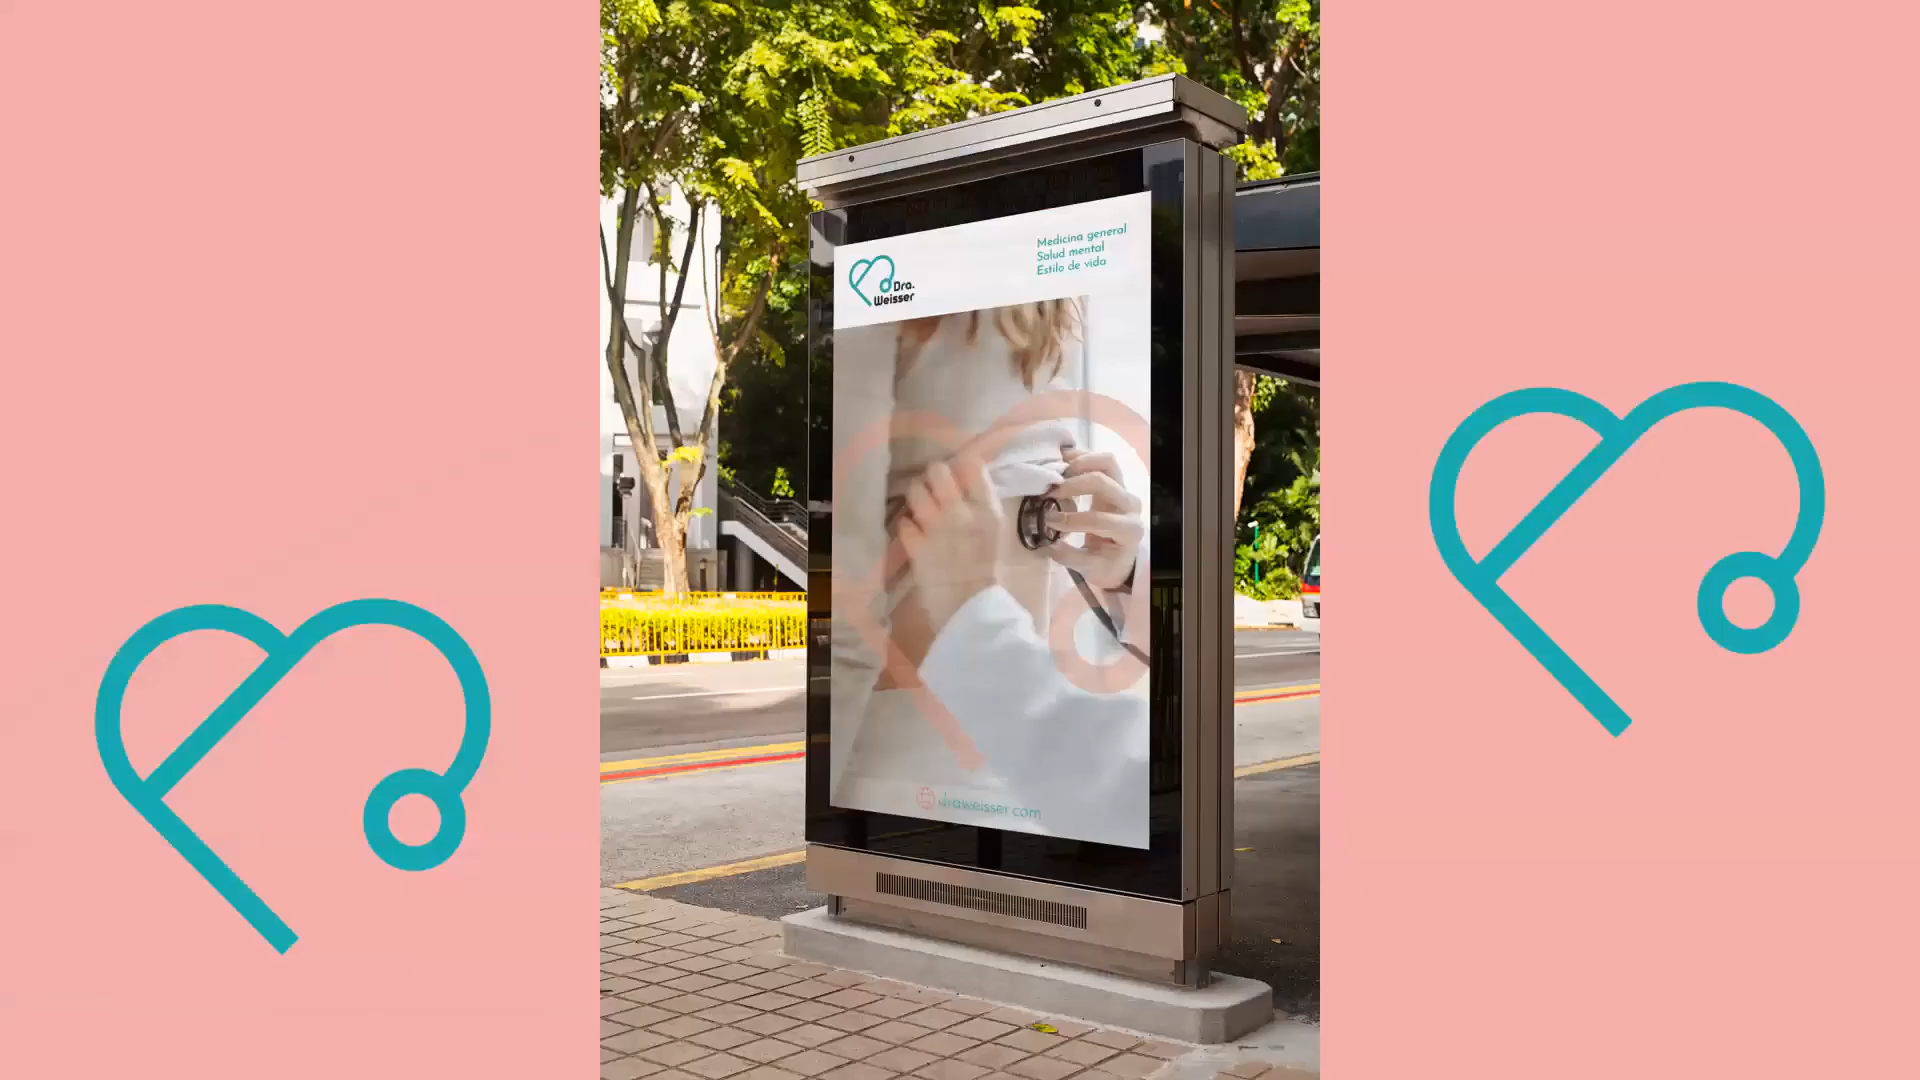 Dra.
Weisser
Medicina general
Salud mental
Estilo de vida
draweisser.com